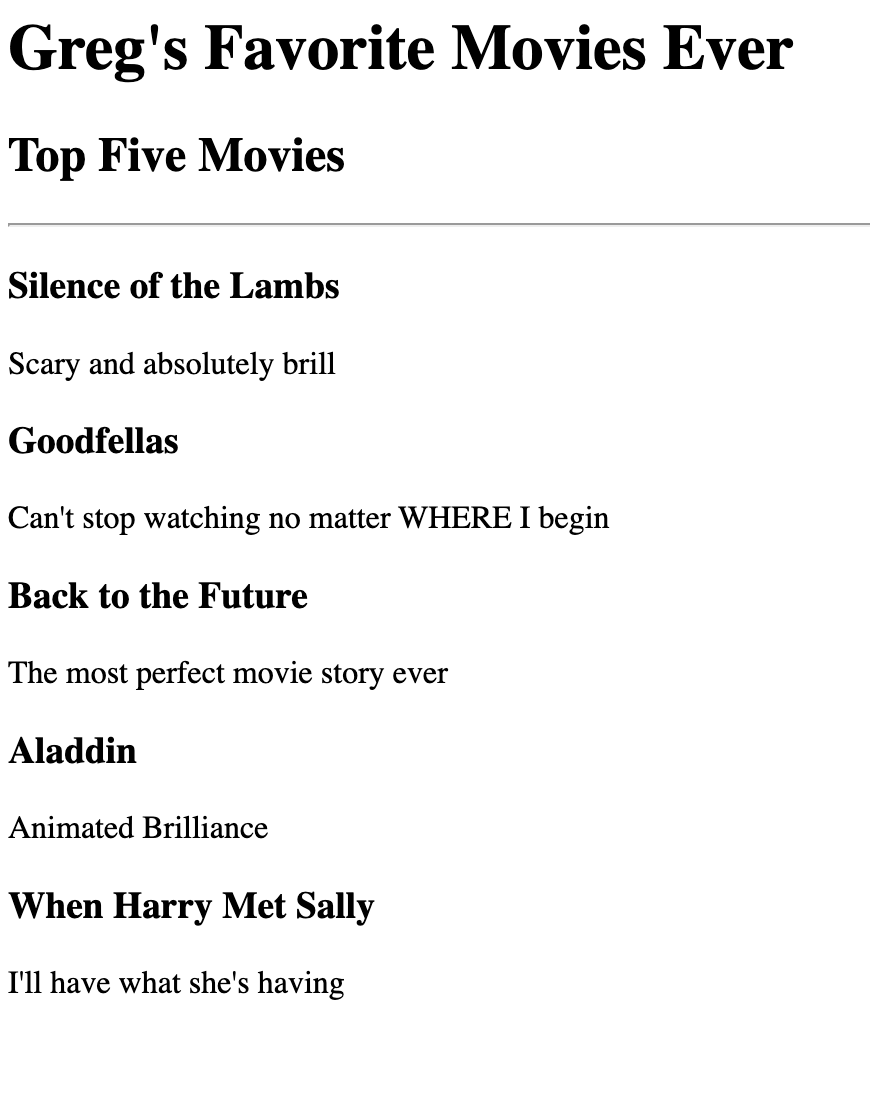 Greg's Favorite Movies Ever
Top Five Movies
Silence of the Lambs
Scary and absolutely brill
Goodfellas
Can't stop watching no matter WHERE I begin
Back to the Future
The most perfect movie story ever
Aladdin
Animated Brilliance
When Harry Met Sally
I'll have what she's having